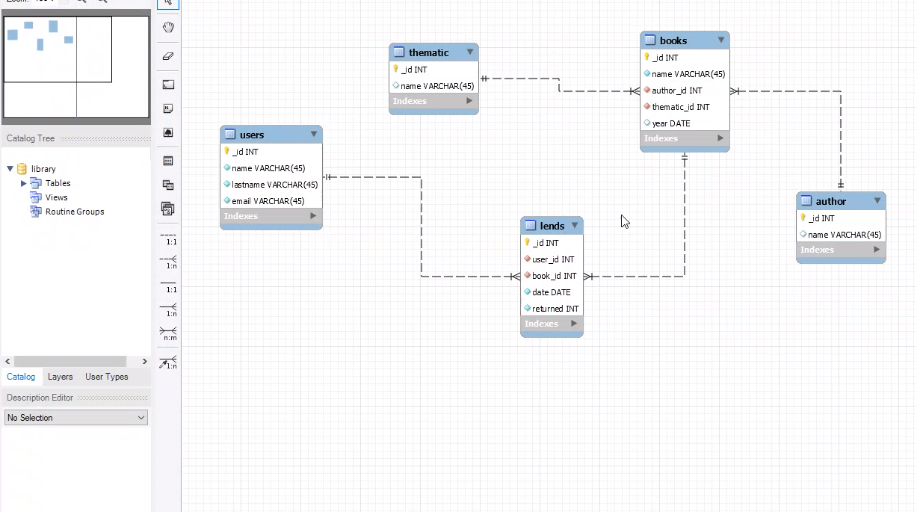 Catalog Tree
library
Tables
Views
Routine Groups
Catalog
Layers
User Types
Description Editor
No Selection
1:1
1:n
1:1
1:n
n:m
1:n
thematic
_id INT
name VARCHAR(45)
Indexes
books
_id INT
name VARCHAR(45)
author_id INT
thematic_id INT
year DATE
Indexes
users
_id INT
name VARCHAR(45)
lastname VARCHAR(45)
email VARCHAR(45)
Indexes
lends
_id INT
user_id INT
book_id INT
date DATE
returned INT
Indexes
author
_id INT
name VARCHAR(45)
Indexes